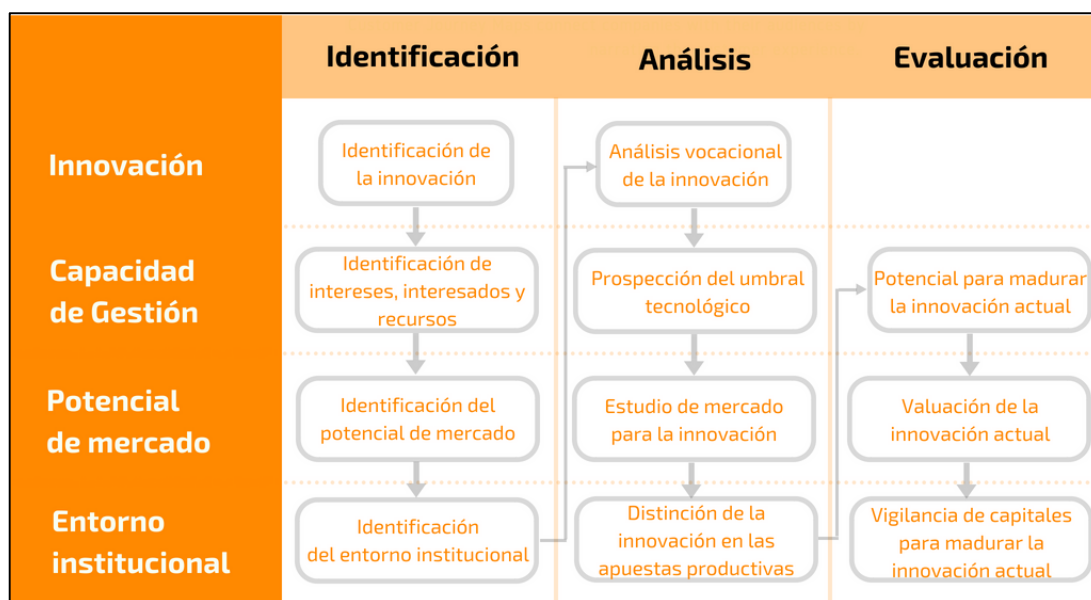 Identificación
Análisis
Evaluación
Innovación
Identificación de
la innovación
Análisis vocacional
de la innovación
Capacidad
de Gestión
Identificación de
intereses, interesados y
recursos
Prospección del umbral
tecnológico
Potencial para madurar
la innovación actual
Potencial
de mercado
Identificación del
potencial de mercado
Estudio de mercado
para la innovación
Valuación de la
innovación actual
Entorno
institucional
Identificación
del entorno institucional
Distinción de la
innovación en las
apuestas productivas
Vigilancia de capitales
para madurar la
innovación actual